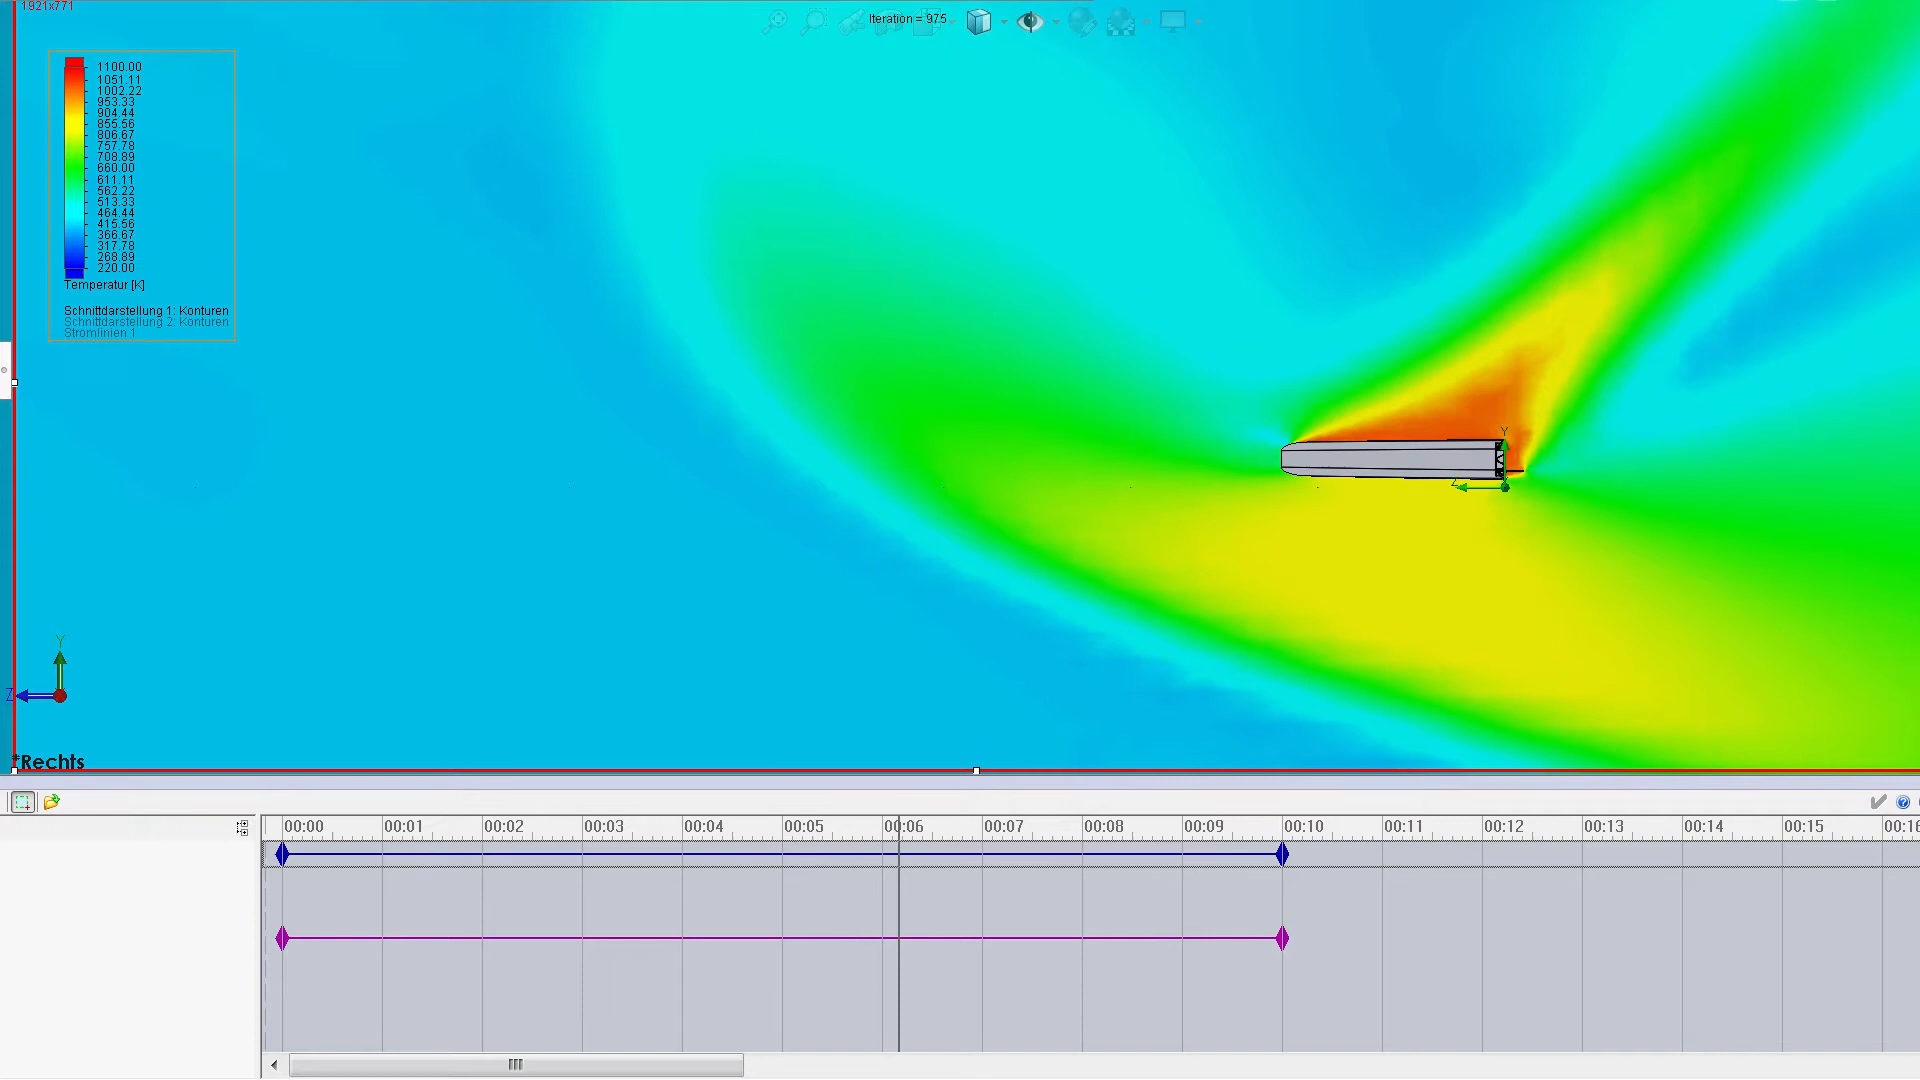 1921x771
Iteration = 975
1100.00
1051.11
1002.22
953.33
904.44
855.56
806.67
757.78
708.89
660.00
611.11
562.22
513.33
464.44
415.56
366.67
317.78
268.89
220.00
Temperatur [K]
Schnittdarstellung 1: Konturen
Schnittdarstellung 2: Konturen
Stromlinien 1
Y
Z
Y
Z
*Rechts
00:00 00:01 00:02 00:03 00:04 00:05 00:06 00:07 00:08 00:09 00:10 00:11 00:12 00:13 00:14 00:15 00:16